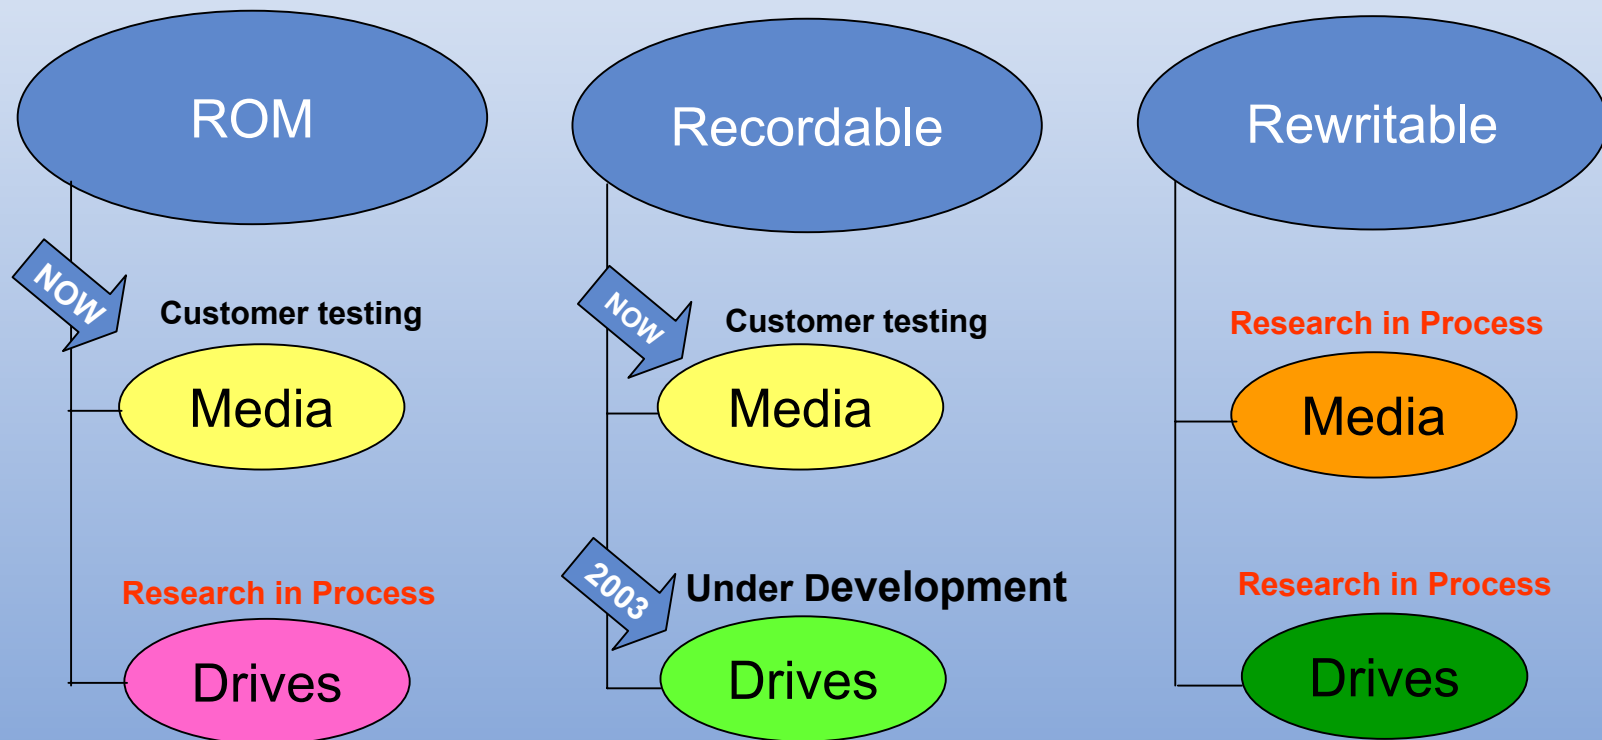 ROM
NOW
Customer testing
Media
Research in Process
Drives
Recordable
NOW
Customer testing
Media
2003
Under Development
Drives
Rewritable
Research in Process
Media
Research in Process
Drives